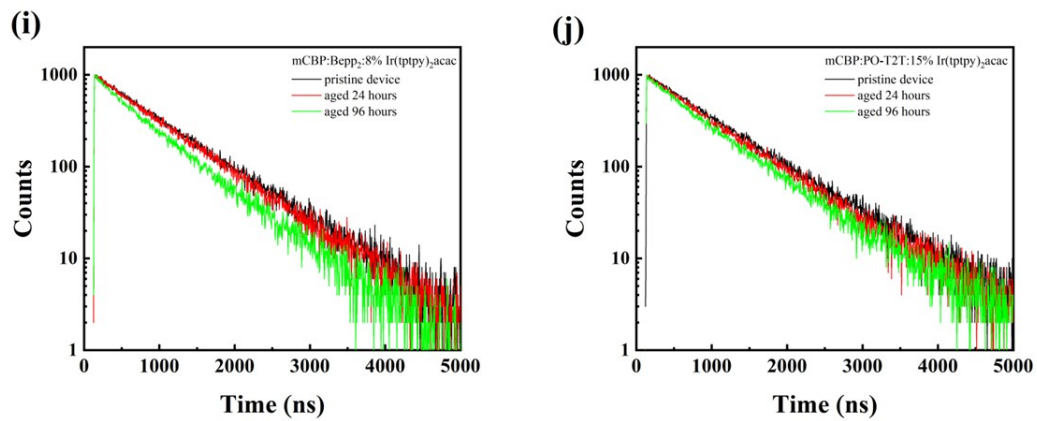 (i)
mCBP:Bepp₂:8% Ir(tptpy)₂acac
pristine device
aged 24 hours
aged 96 hours
1000
100
10
1
Counts
0 1000 2000 3000 4000 5000
Time (ns)
(j)
mCBP:PO-T2T:15% Ir(tptpy)₂acac
pristine device
aged 24 hours
aged 96 hours
1000
100
10
1
Counts
0 1000 2000 3000 4000 5000
Time (ns)